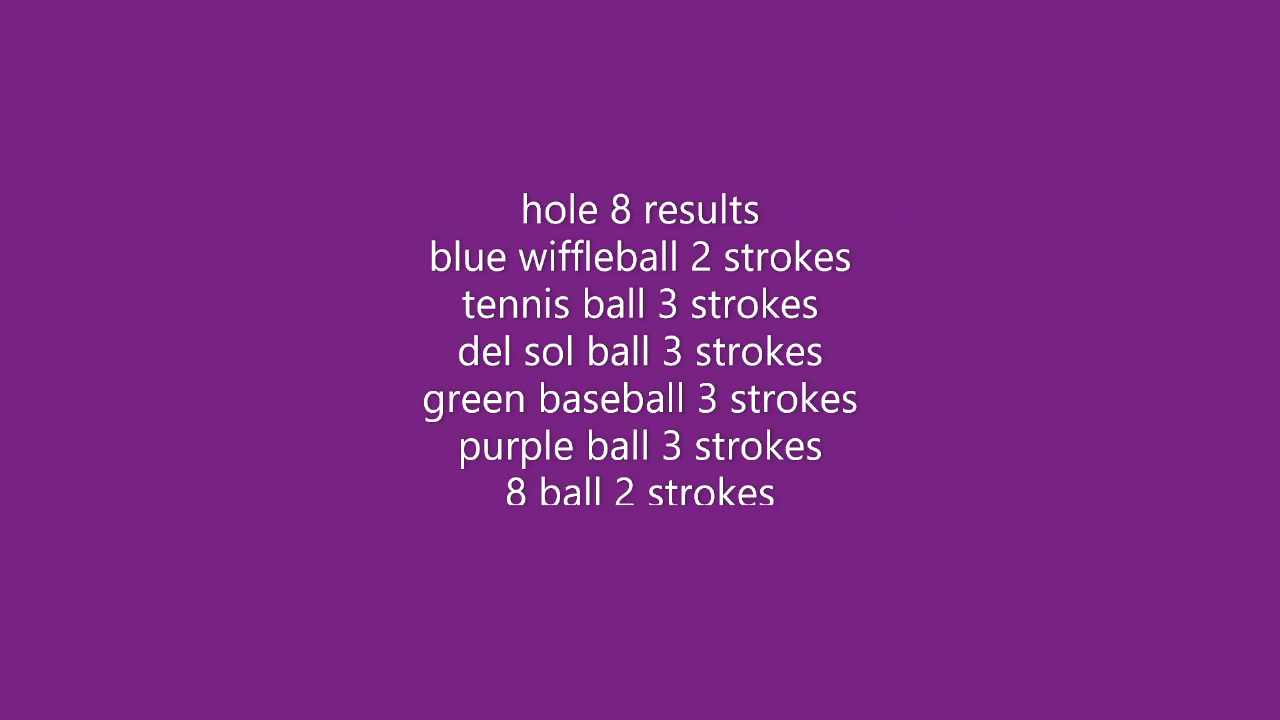 hole 8 results
blue wiffleball 2 strokes
tennis ball 3 strokes
del sol ball 3 strokes
green baseball 3 strokes
purple ball 3 strokes
8 ball 2 strokes